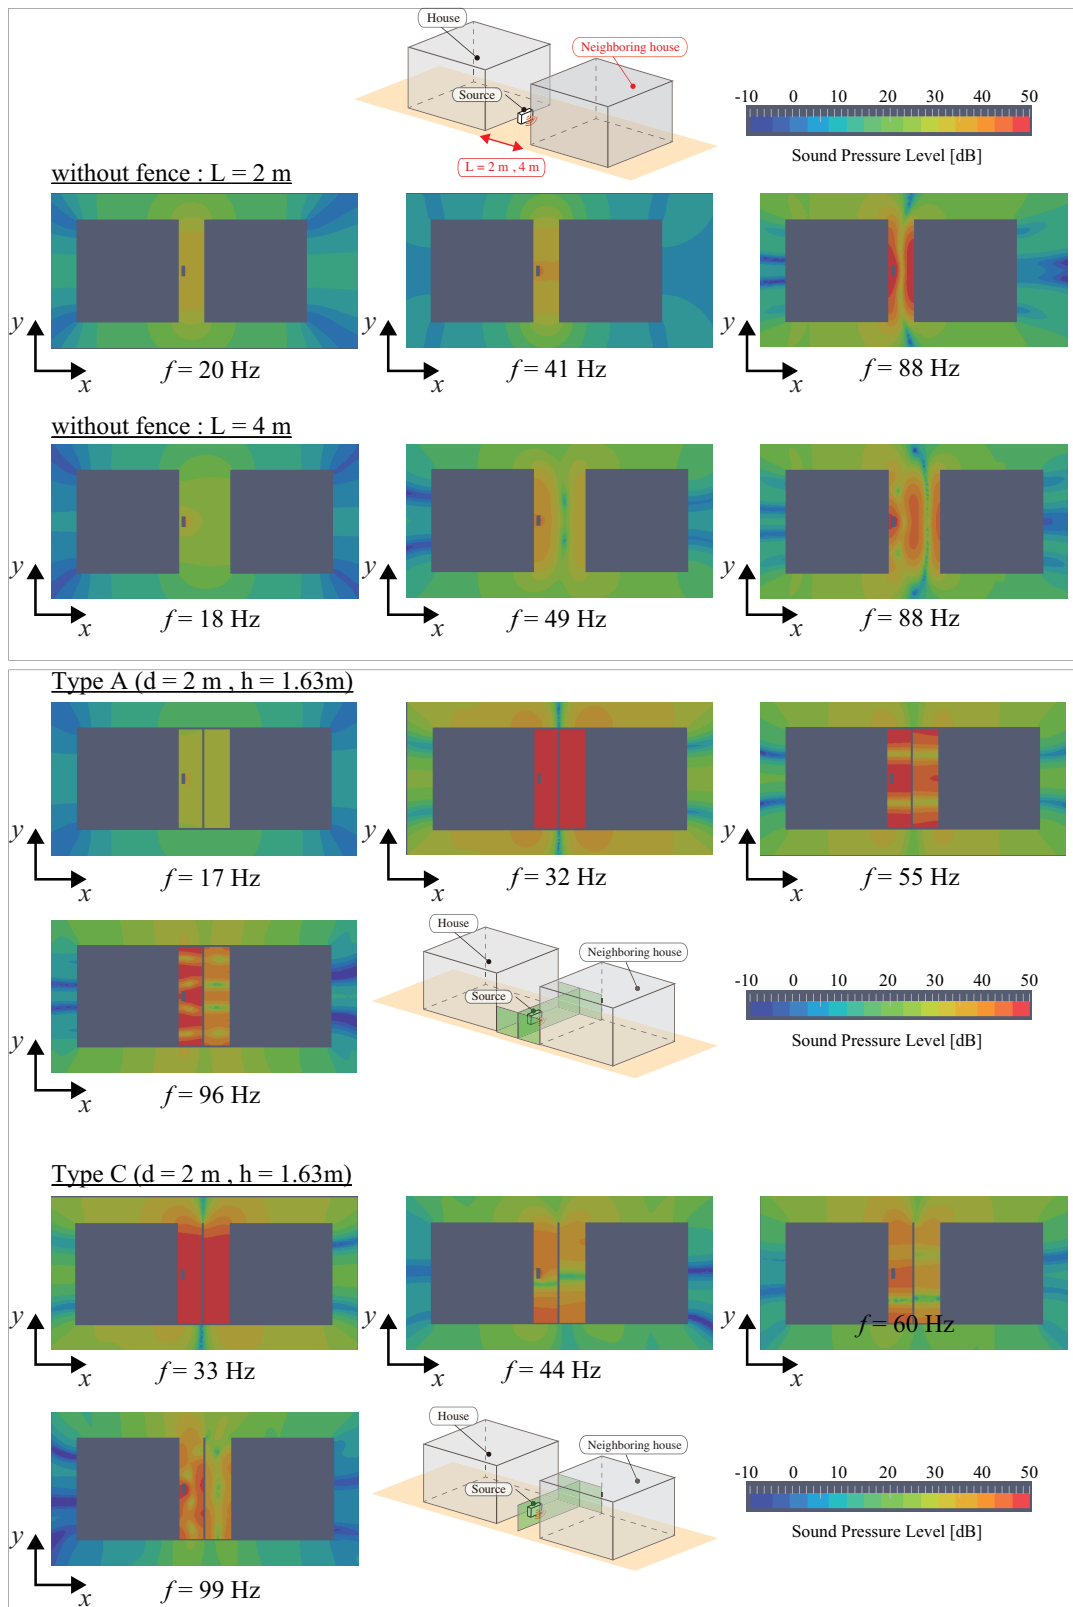 House
Neighboring house
Source
L = 2 m , 4 m
-10 0 10 20 30 40 50
Sound Pressure Level [dB]
without fence : L = 2 m
y
x
f = 20 Hz
y
x
f = 41 Hz
y
x
f = 88 Hz
without fence : L = 4 m
y
x
f = 18 Hz
y
x
f = 49 Hz
y
x
f = 88 Hz
Type A (d = 2 m , h = 1.63m)
y
x
f = 17 Hz
y
x
f = 32 Hz
y
x
f = 55 Hz
y
x
f = 96 Hz
House
Neighboring house
Source
-10 0 10 20 30 40 50
Sound Pressure Level [dB]
Type C (d = 2 m , h = 1.63m)
y
x
f = 33 Hz
y
x
f = 44 Hz
y
x
f = 60 Hz
y
x
f = 99 Hz
House
Neighboring house
Source
-10 0 10 20 30 40 50
Sound Pressure Level [dB]